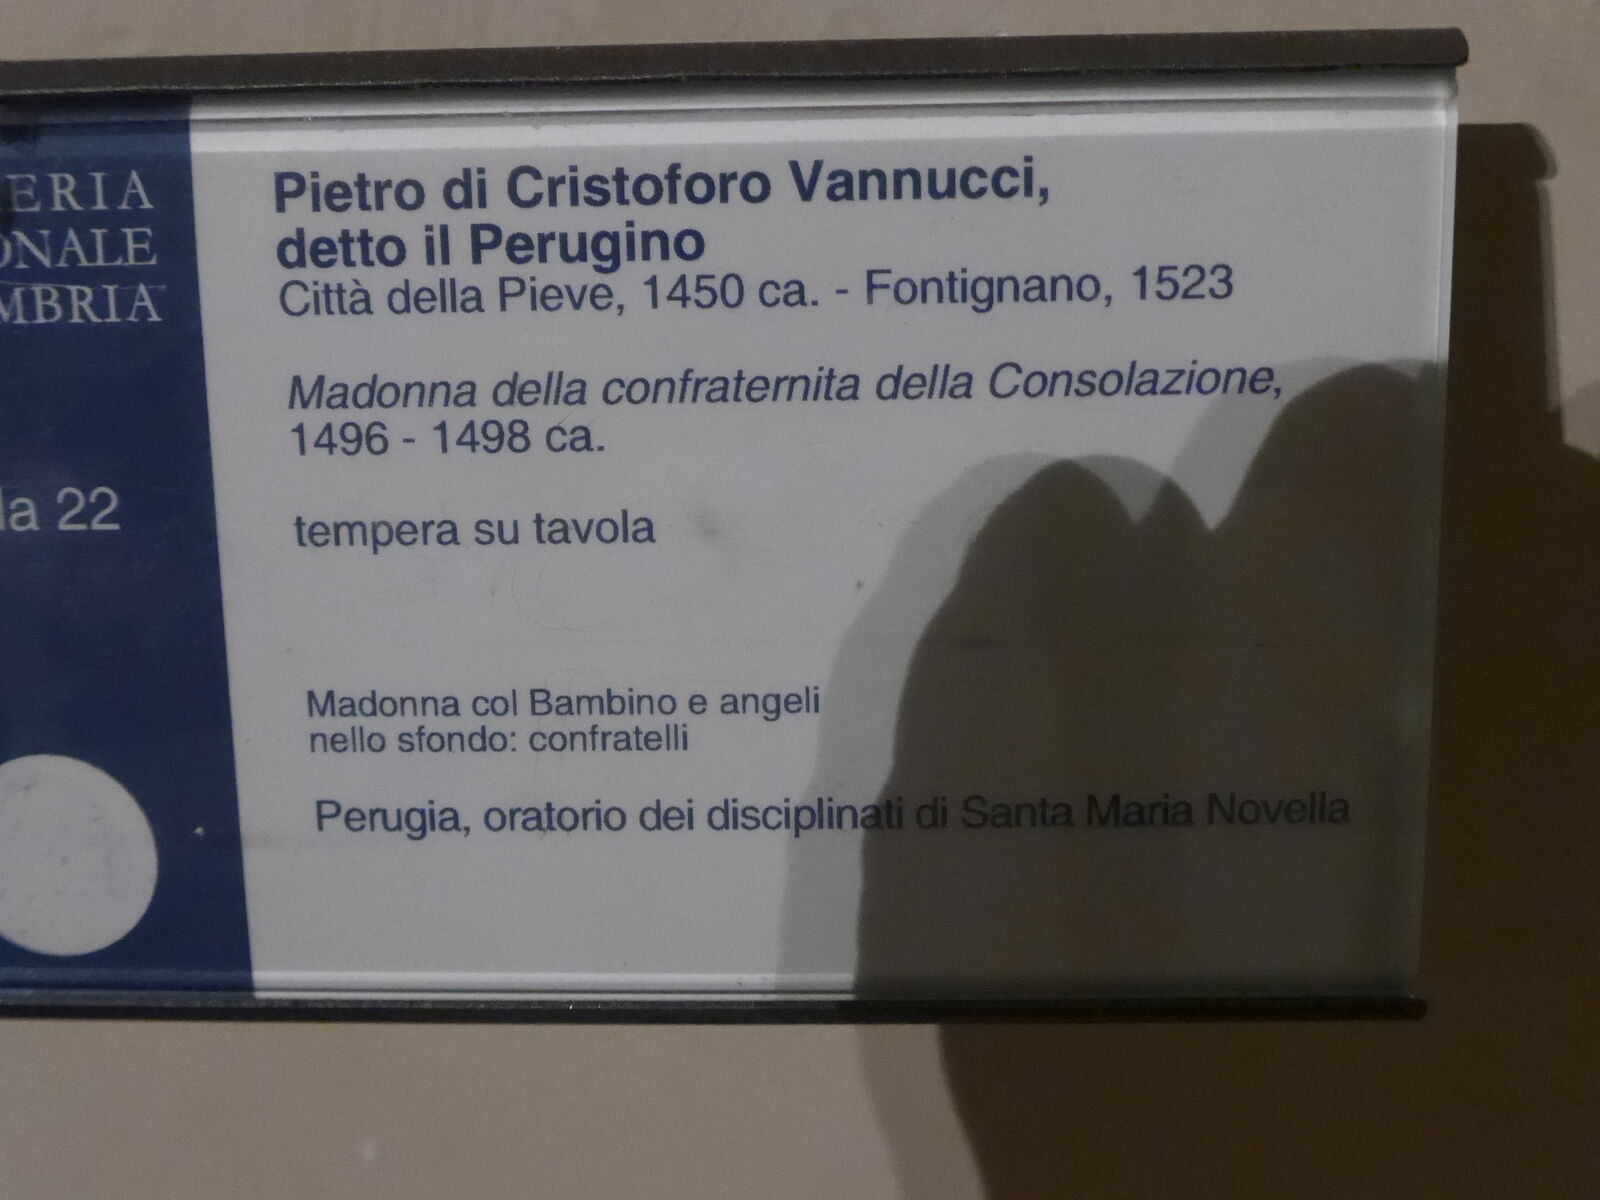 ERIA
ONALE
MBRIA
la 22
Pietro di Cristoforo Vannucci,
detto il Perugino
Città della Pieve, 1450 ca. - Fontignano, 1523
Madonna della confraternita della Consolazione,
1496 - 1498 ca.
tempera su tavola
Madonna col Bambino e angeli
nello sfondo: confratelli
Perugia, oratorio dei disciplinati di Santa Maria Novella